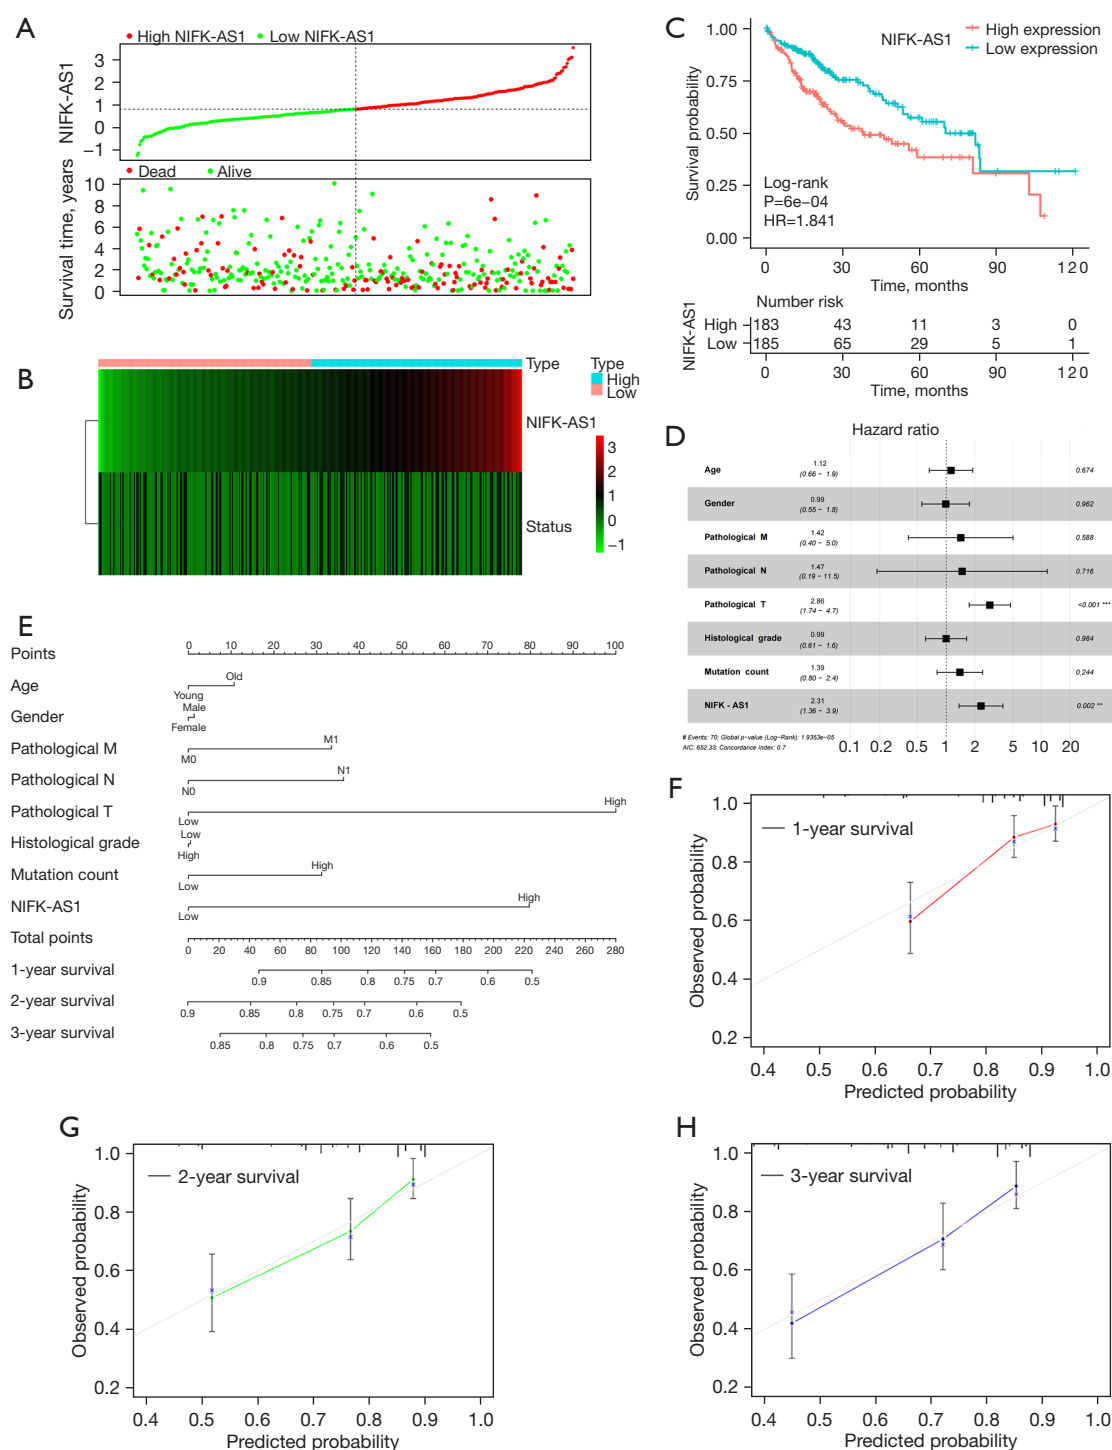 A
High NIFK-AS1 Low NIFK-AS1
NIFK-AS1
3
2
1
0
−1
Dead Alive
Survival time, years
10
8
6
4
2
0
B
Type
Type
High
Low
NIFK-AS1
3
2
1
0
−1
Status
C
NIFK-AS1
High expression
Low expression
Survival probability
1.00
0.75
0.50
0.25
0.00
Log-rank
P=6e−04
HR=1.841
0 30 60 90 120
Time, months
Number risk
NIFK-AS1
High 183 43 11 3 0
Low 185 65 29 5 1
0 30 60 90 120
Time, months
D
Hazard ratio
Age 1.12 (0.66 − 1.9) 0.674
Gender 0.99 (0.55 − 1.8) 0.962
Pathological M 1.42 (0.40 − 5.0) 0.588
Pathological N 1.47 (0.19 − 11.5) 0.716
Pathological T 2.86 (1.74 − 4.7) <0.001 ***
Histological grade 0.99 (0.61 − 1.6) 0.984
Mutation count 1.39 (0.80 − 2.4) 0.244
NIFK - AS1 2.31 (1.36 − 3.9) 0.002 **
# Events: 70; Global p−value (Log−Rank): 1.9353e−05
AIC: 652.33; Concordance Index: 0.7
0.1 0.2 0.5 1 2 5 10 20
E
Points 0 10 20 30 40 50 60 70 80 90 100
Age Young Old
Gender Female Male
Pathological M M0 M1
Pathological N N0 N1
Pathological T Low High
Histological grade High Low
Mutation count Low High
NIFK-AS1 Low High
Total points 0 20 40 60 80 100 120 140 160 180 200 220 240 260 280
1-year survival 0.9 0.85 0.8 0.75 0.7 0.6 0.5
2-year survival 0.9 0.85 0.8 0.75 0.7 0.6 0.5
3-year survival 0.85 0.8 0.75 0.7 0.6 0.5
F
1-year survival
Observed probability
1.0
0.8
0.6
0.4
0.2
0.4 0.5 0.6 0.7 0.8 0.9 1.0
Predicted probability
G
2-year survival
Observed probability
1.0
0.8
0.6
0.4
0.2
0.4 0.5 0.6 0.7 0.8 0.9 1.0
Predicted probability
H
3-year survival
Observed probability
1.0
0.8
0.6
0.4
0.2
0.4 0.5 0.6 0.7 0.8 0.9 1.0
Predicted probability